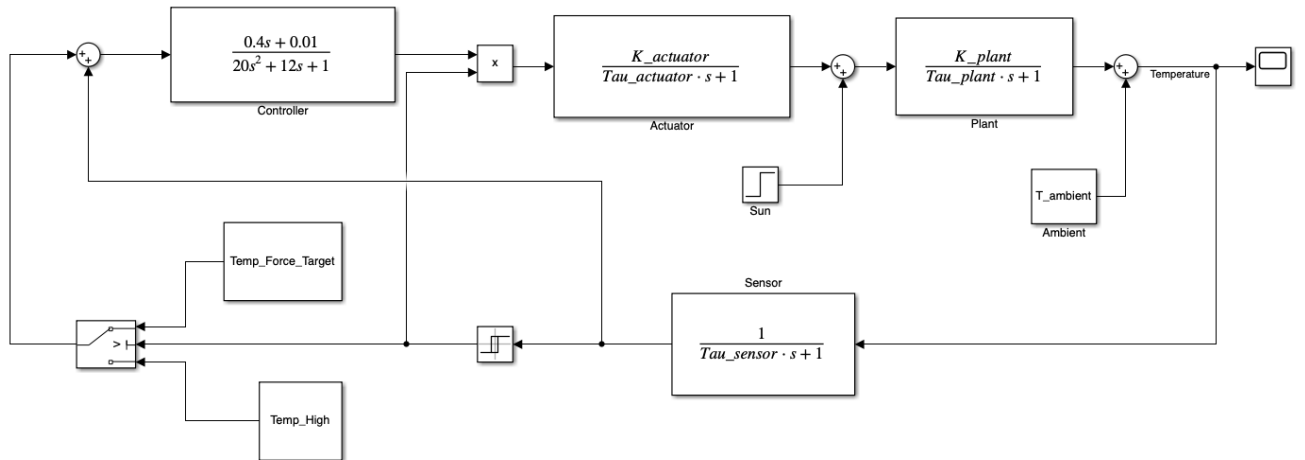 0.4s + 0.01
20s² + 12s + 1
Controller
x
K_actuator
Tau_actuator · s + 1
Actuator
K_plant
Tau_plant · s + 1
Plant
Temperature
Sun
T_ambient
Ambient
Temp_Force_Target
Sensor
1
Tau_sensor · s + 1
>
Temp_High